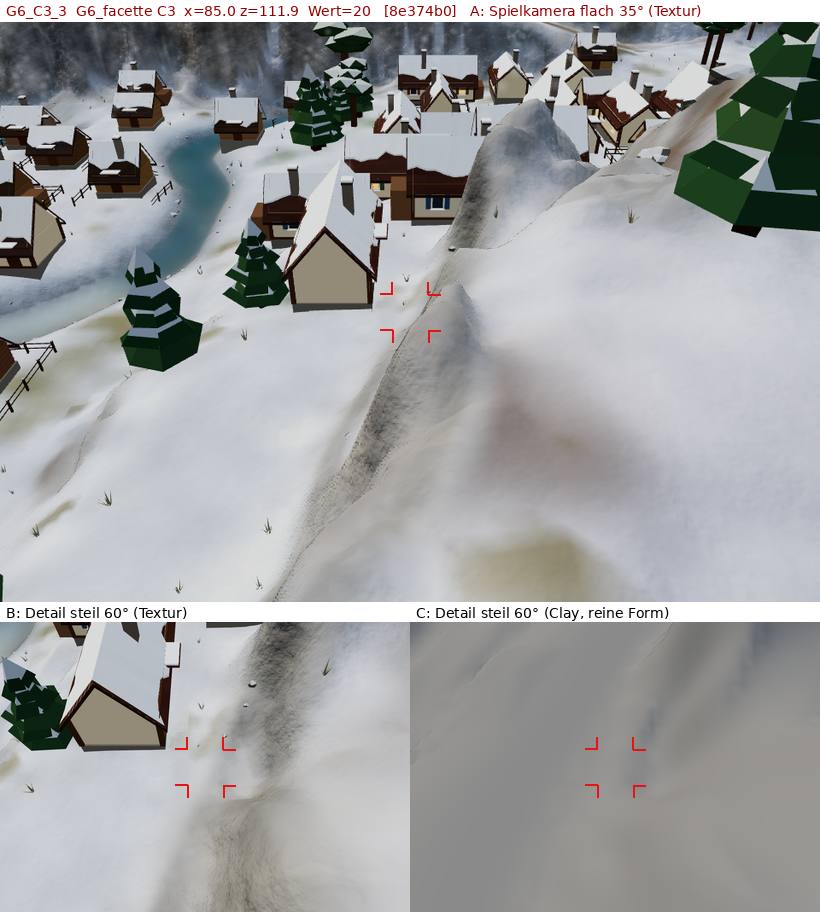 G6_C3_3  G6_facette C3  x=85.0 z=111.9  Wert=20   [8e374b0]   A: Spielkamera flach 35° (Textur)
B: Detail steil 60° (Textur)
C: Detail steil 60° (Clay, reine Form)